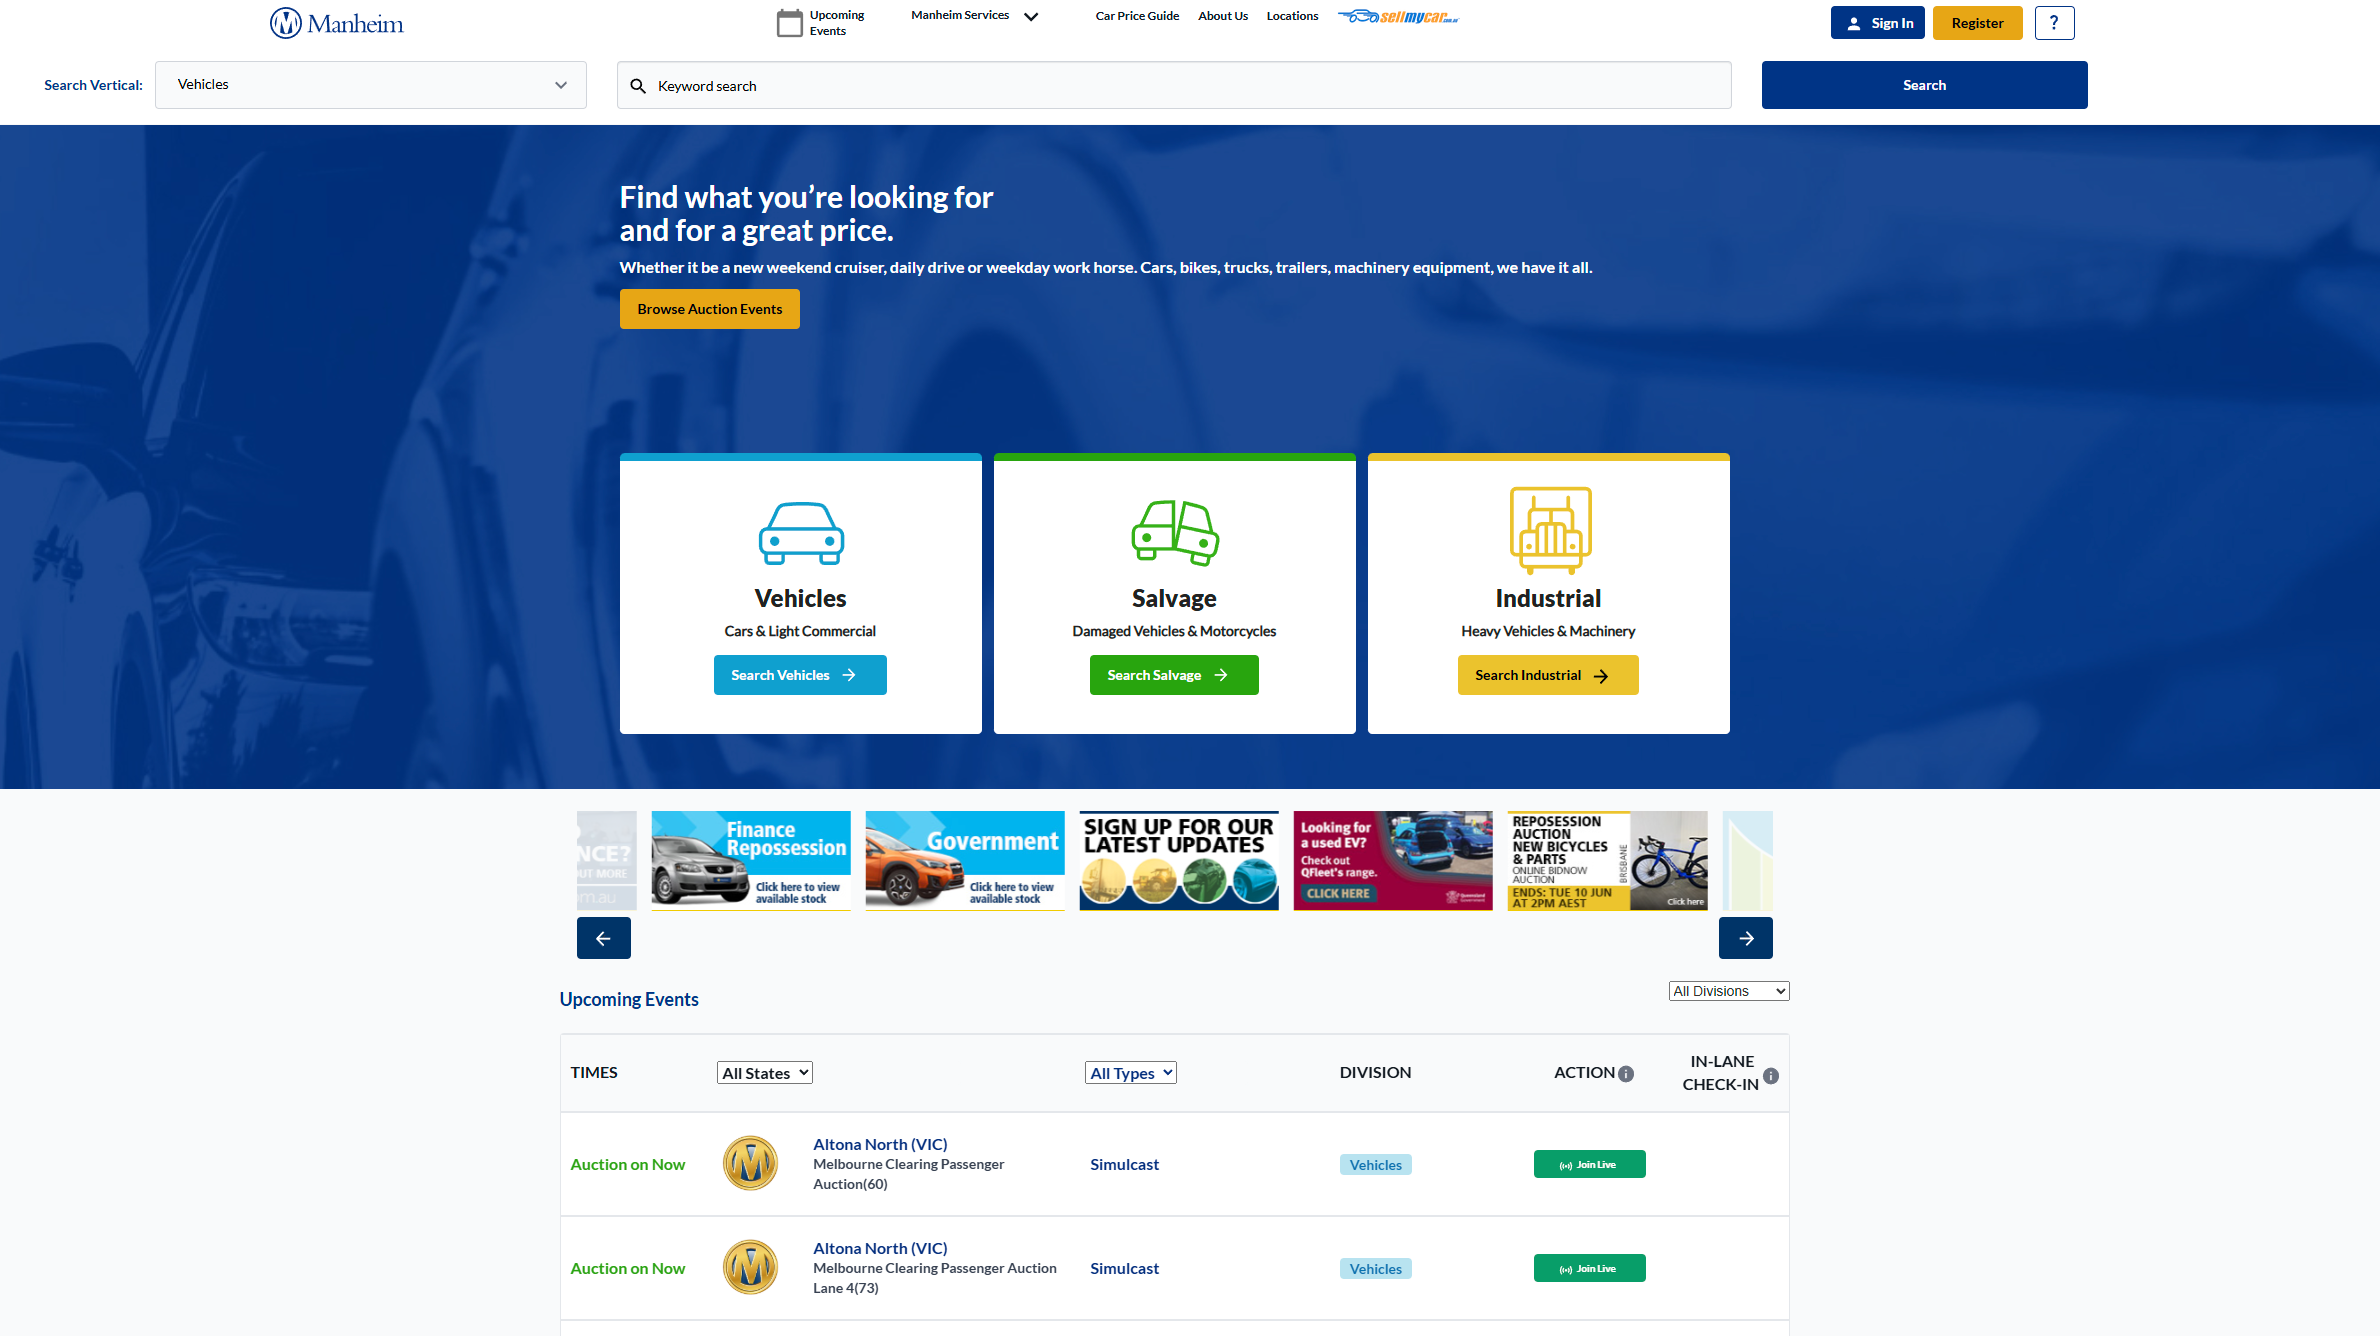 Manheim
Upcoming
Events
Manheim Services
Car Price Guide
About Us
Locations
sellmycar.com.au
Sign In
Register
?
Search Vertical:
Vehicles
Keyword search
Search
Find what you’re looking for
and for a great price.
Whether it be a new weekend cruiser, daily drive or weekday work horse. Cars, bikes, trucks, trailers, machinery equipment, we have it all.
Browse Auction Events
Vehicles
Cars & Light Commercial
Search Vehicles
Salvage
Damaged Vehicles & Motorcycles
Search Salvage
Industrial
Heavy Vehicles & Machinery
Search Industrial
NCE?
UT MORE
m.au
Finance
Repossession
Click here to view
available stock
Government
Click here to view
available stock
SIGN UP FOR OUR
LATEST UPDATES
Looking for
a used EV?
Check out
QFleet's range.
CLICK HERE
Queensland
Government
REPOSESSION
AUCTION
NEW BICYCLES
& PARTS
ONLINE BIDNOW
AUCTION
ENDS: TUE 10 JUN
AT 2PM AEST
BRISBANE
Click here
Upcoming Events
All Divisions
TIMES
All States
All Types
DIVISION
ACTION
IN-LANE
CHECK-IN
Auction on Now
Altona North (VIC)
Melbourne Clearing Passenger
Auction(60)
Simulcast
Vehicles
Join Live
Auction on Now
Altona North (VIC)
Melbourne Clearing Passenger Auction
Lane 4(73)
Simulcast
Vehicles
Join Live